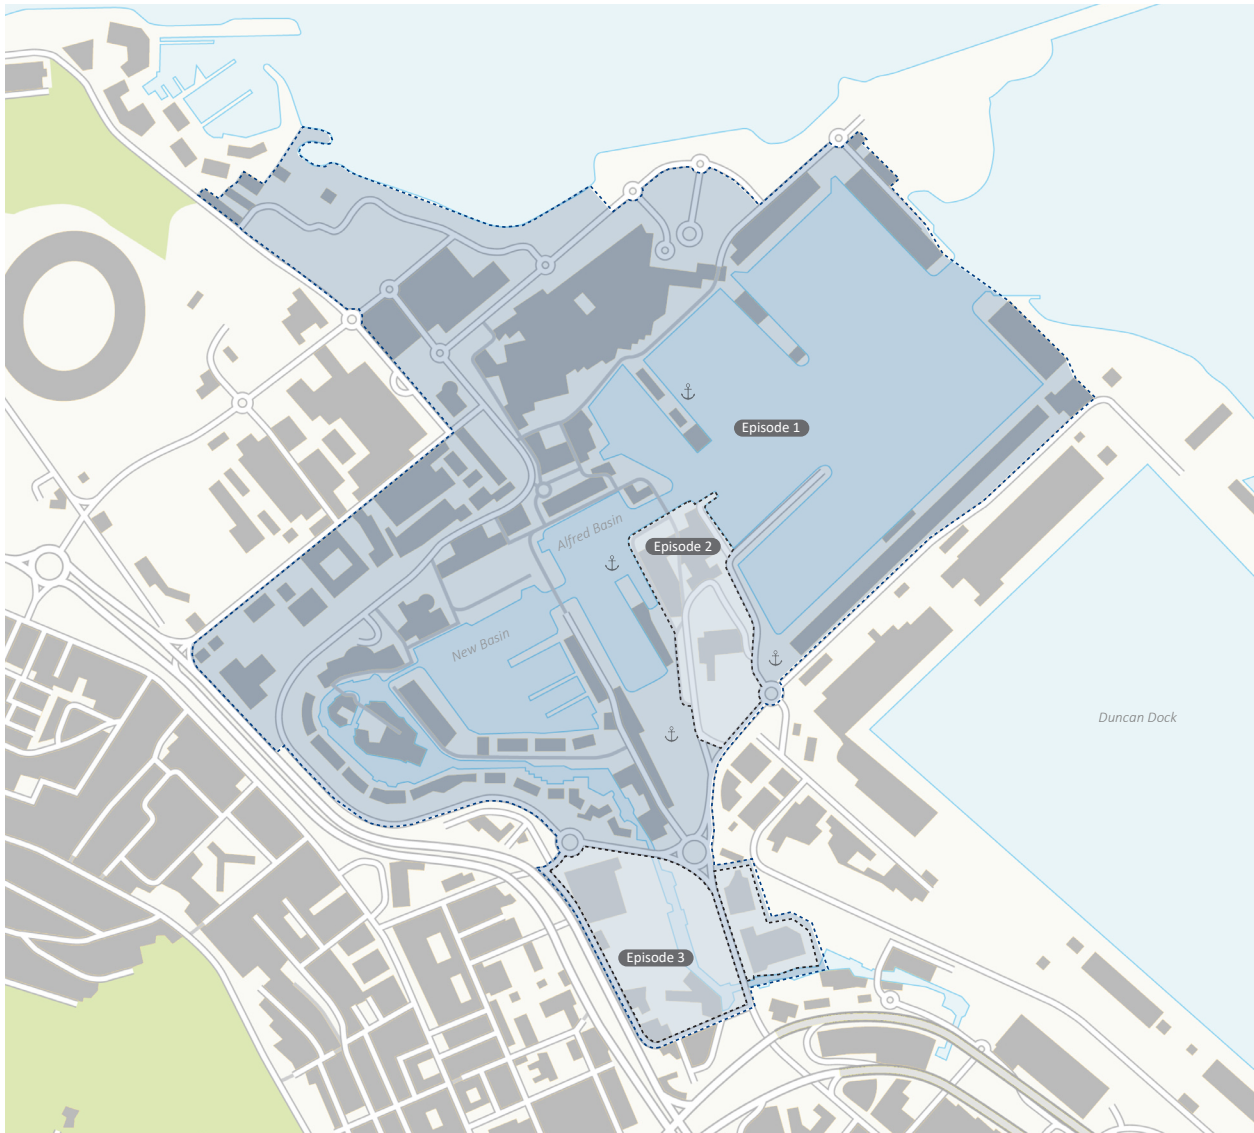 Episode 1
Alfred Basin
Episode 2
New Basin
Duncan Dock
Episode 3